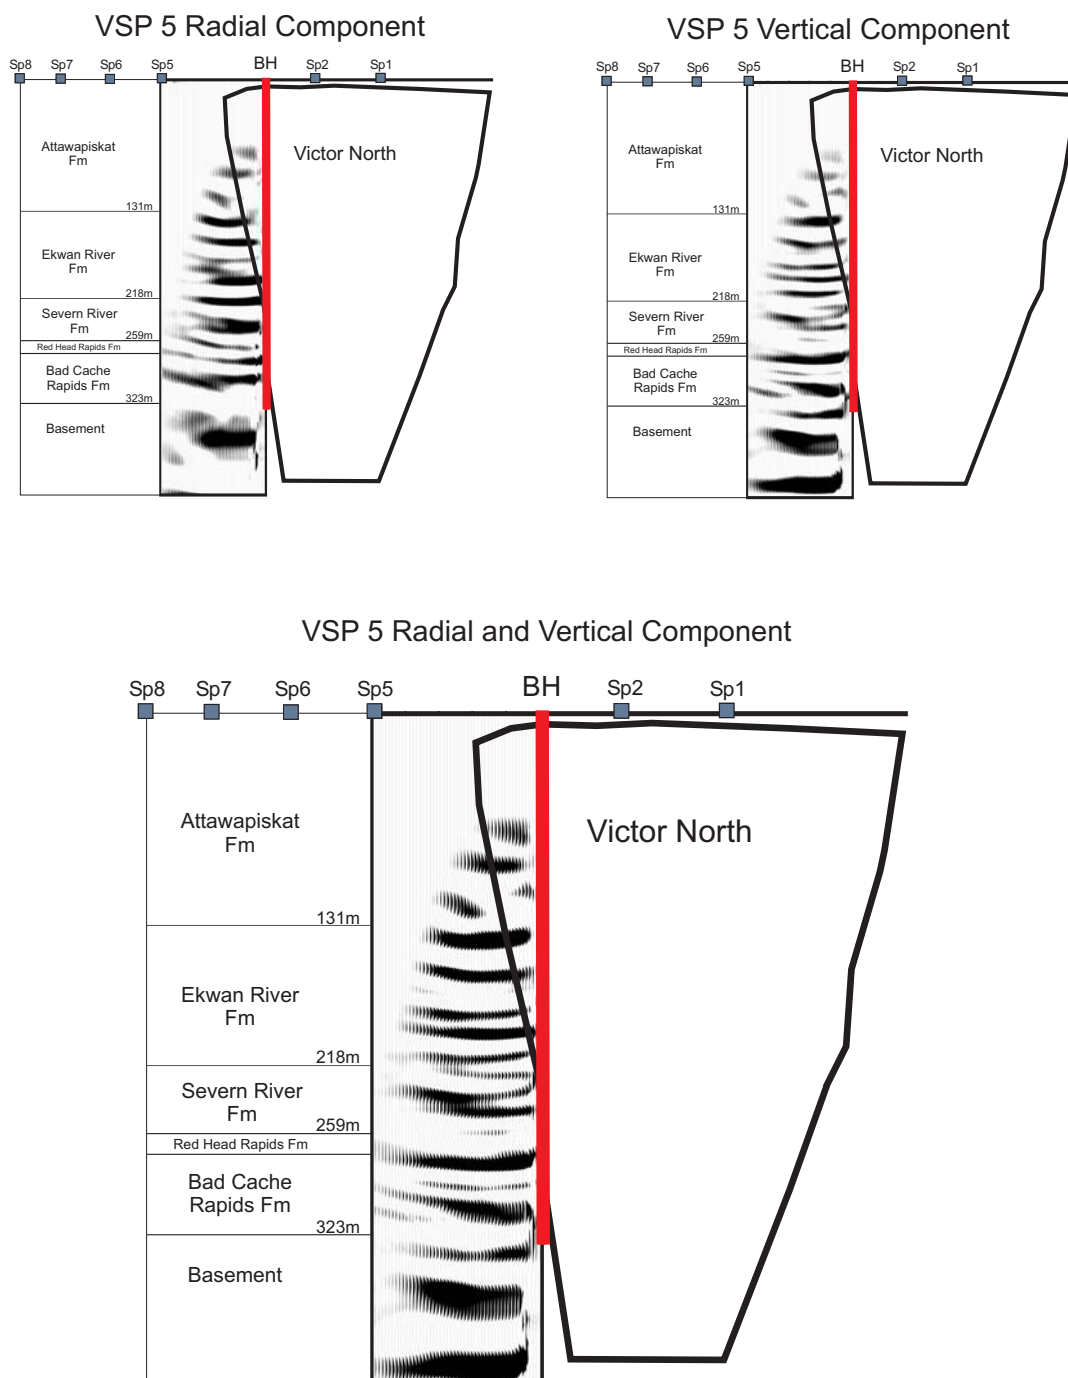 VSP 5 Radial Component
Sp8 Sp7 Sp6 Sp5 BH Sp2 Sp1
Attawapiskat
Fm
Victor North
131m
Ekwan River
Fm
218m
Severn River
Fm
259m
Red Head Rapids Fm
Bad Cache
Rapids Fm
323m
Basement
VSP 5 Vertical Component
Sp8 Sp7 Sp6 Sp5 BH Sp2 Sp1
Attawapiskat
Fm
Victor North
131m
Ekwan River
Fm
218m
Severn River
Fm
259m
Red Head Rapids Fm
Bad Cache
Rapids Fm
323m
Basement
VSP 5 Radial and Vertical Component
Sp8 Sp7 Sp6 Sp5 BH Sp2 Sp1
Attawapiskat
Fm
Victor North
131m
Ekwan River
Fm
218m
Severn River
Fm
259m
Red Head Rapids Fm
Bad Cache
Rapids Fm
323m
Basement